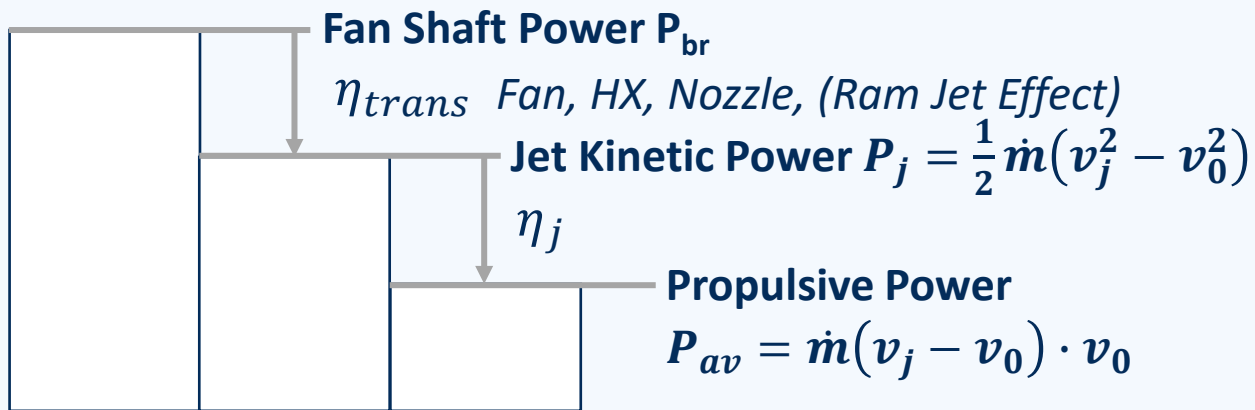 Fan Shaft Power P_br
η_trans Fan, HX, Nozzle, (Ram Jet Effect)
Jet Kinetic Power P_j = 1/2 ṁ(v_j^2 − v_0^2)
η_j
Propulsive Power
P_av = ṁ(v_j − v_0) · v_0